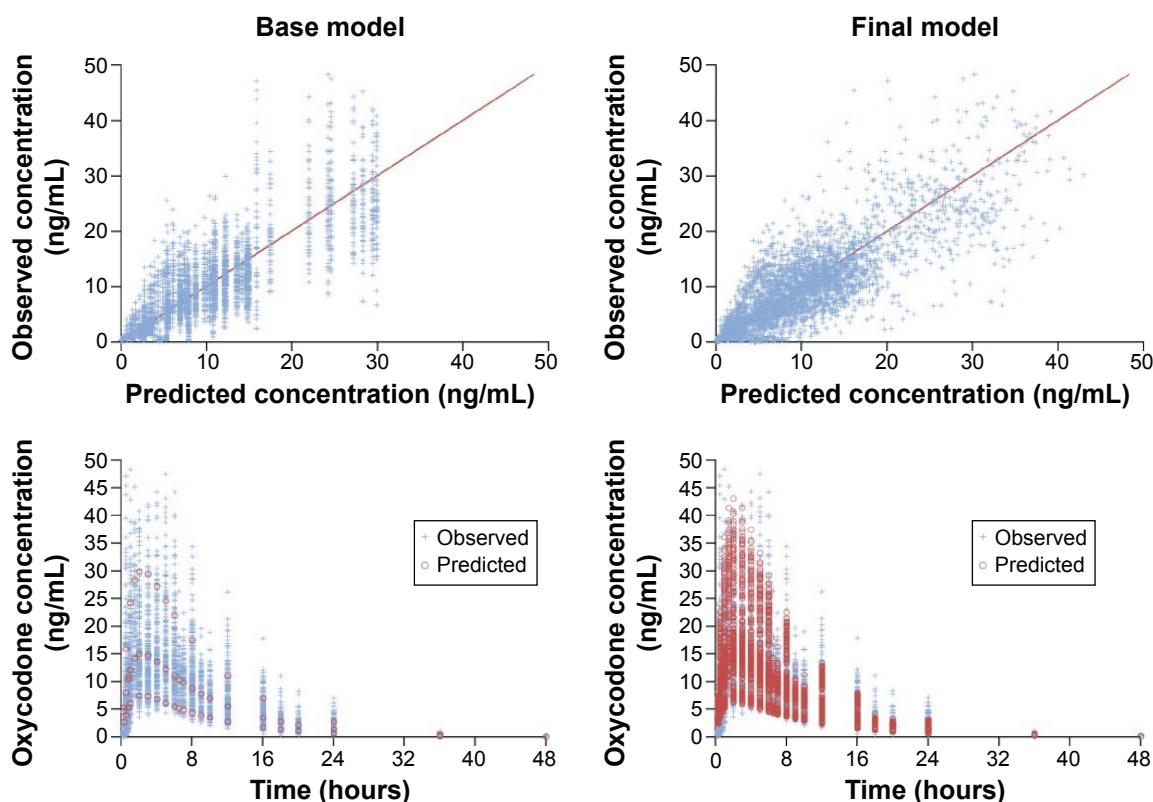 Base model
Observed concentration
(ng/mL)
50
40
30
20
10
0
0 10 20 30 40 50
Predicted concentration (ng/mL)
Final model
Observed concentration
(ng/mL)
50
40
30
20
10
0
0 10 20 30 40 50
Predicted concentration (ng/mL)
Oxycodone concentration
(ng/mL)
50
45
40
35
30
25
20
15
10
5
0
0 8 16 24 32 36 40 48
Time (hours)
Observed
Predicted
Oxycodone concentration
(ng/mL)
50
45
40
35
30
25
20
15
10
5
0
0 8 16 24 32 36 40 48
Time (hours)
Observed
Predicted